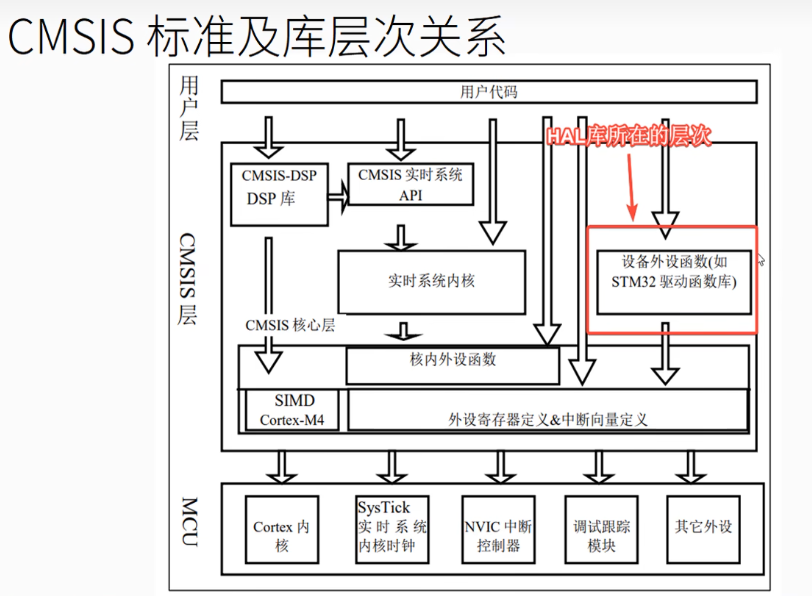 CMSIS 标准及库层次关系
用户层
用户代码
HAL库所在的层次
CMSIS-DSP
DSP 库
CMSIS 实时系统
API
CMSIS 层
实时系统内核
设备外设函数(如
STM32 驱动函数库)
CMSIS 核心层
核内外设函数
SIMD
Cortex-M4
外设寄存器定义&中断向量定义
MCU
Cortex 内
核
SysTick
实时系统
内核时钟
NVIC 中断
控制器
调试跟踪
模块
其它外设